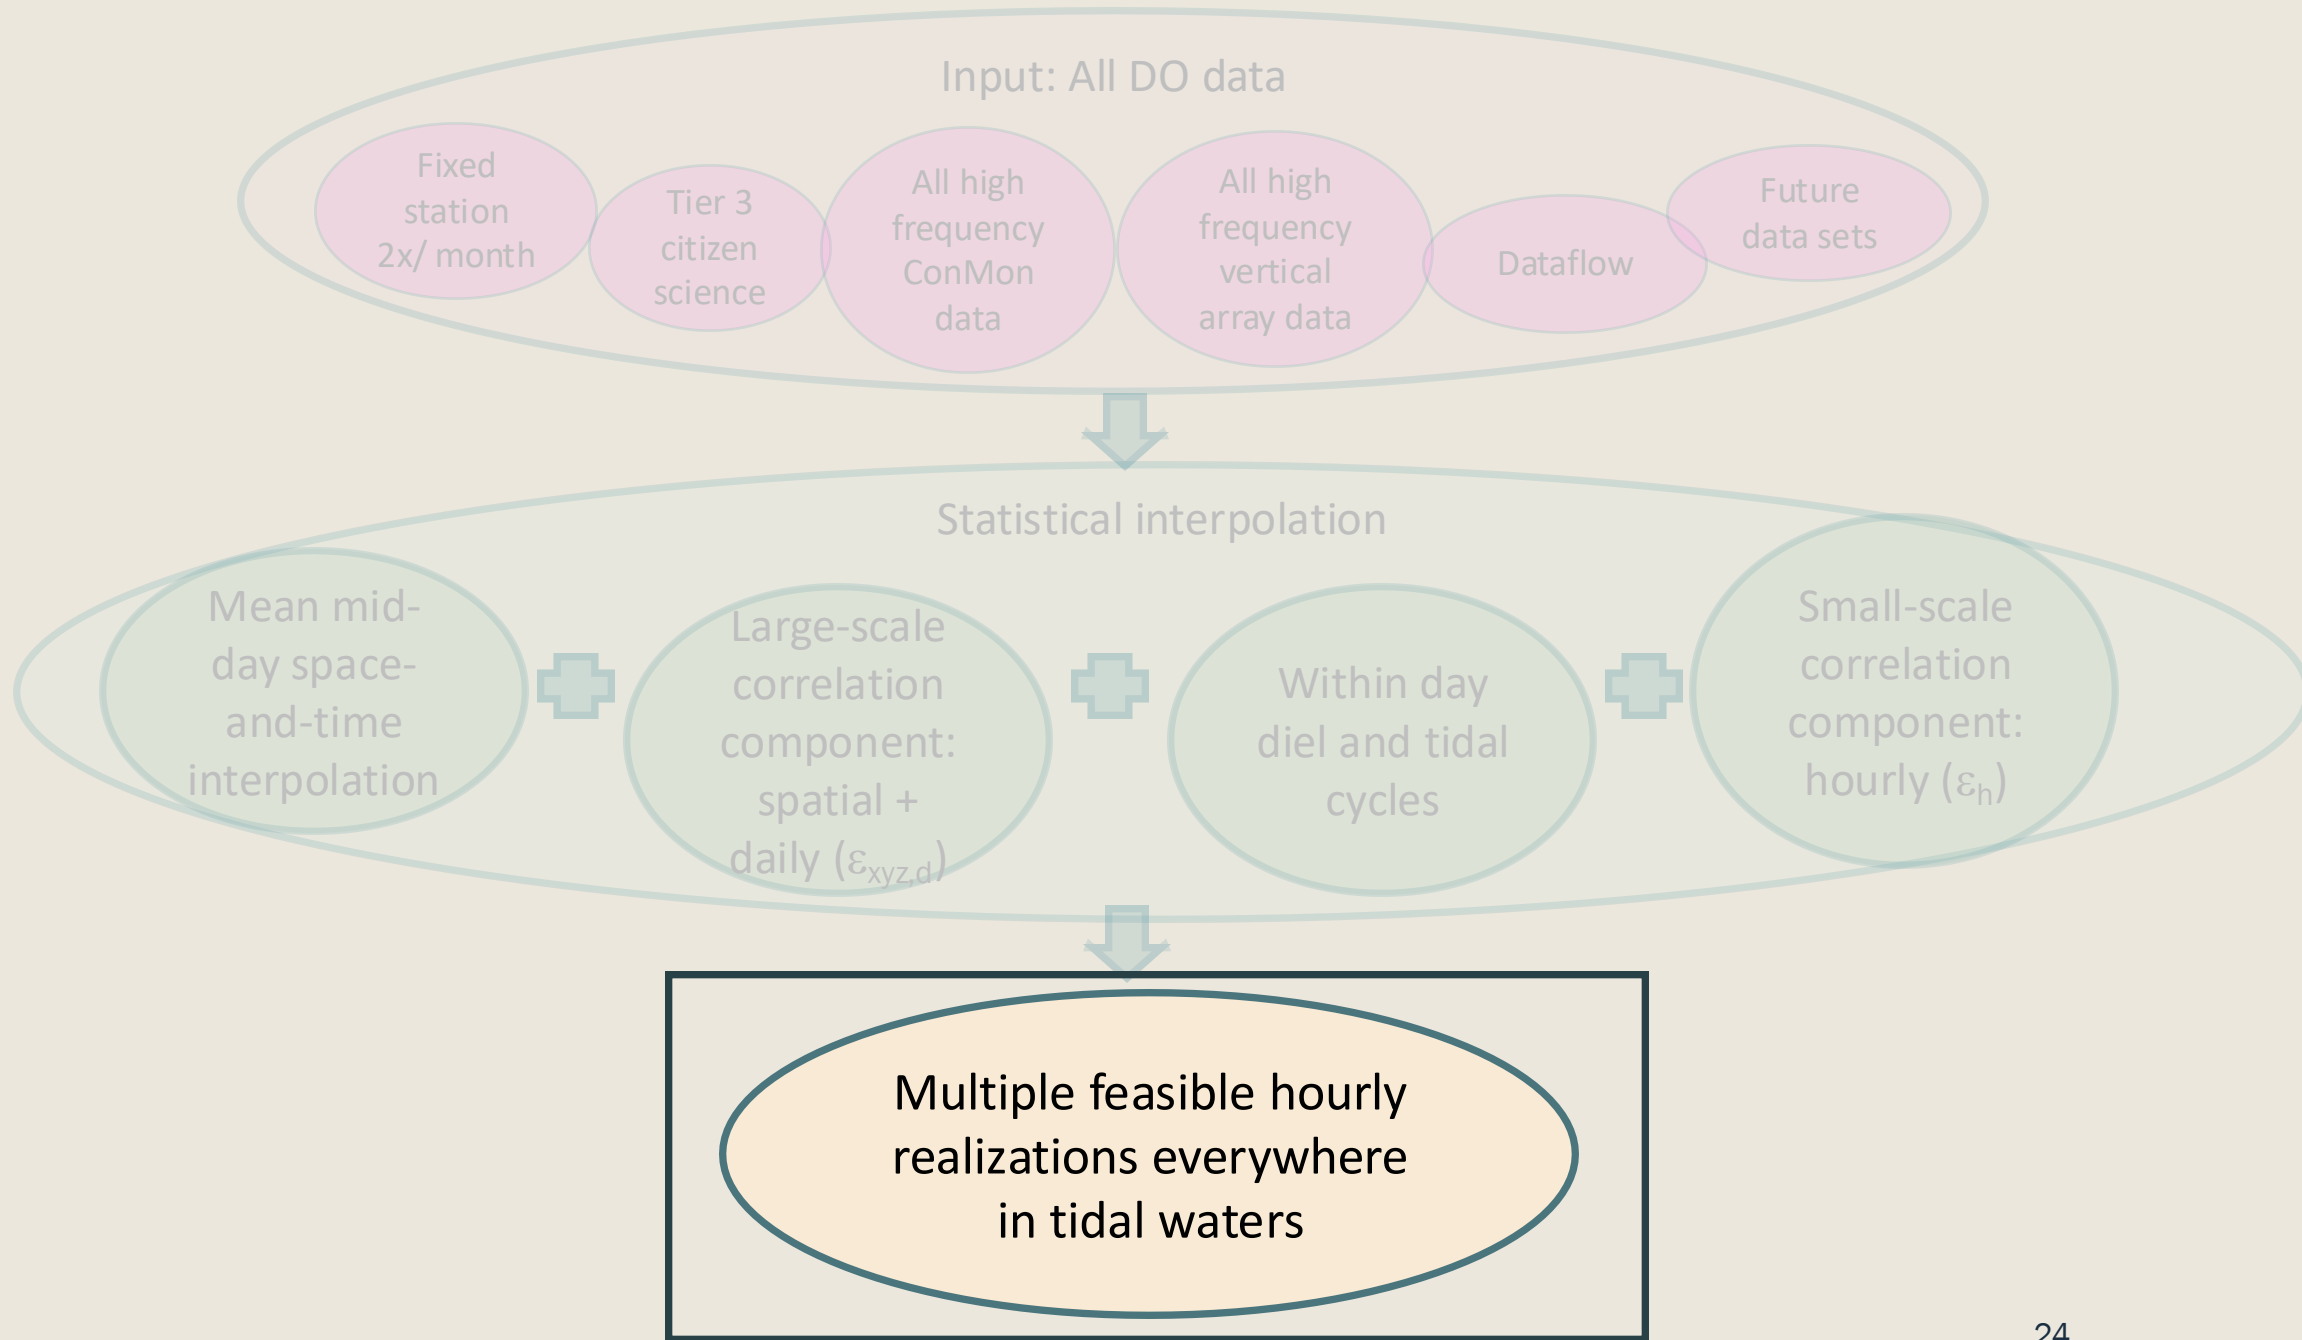 Input: All DO data
Fixed
station
2x/ month
Tier 3
citizen
science
All high
frequency
ConMon
data
All high
frequency
vertical
array data
Dataflow
Future
data sets
Statistical interpolation
Mean mid-
day space-
and-time
interpolation
Large-scale
correlation
component:
spatial +
daily (εxyz,d)
Within day
diel and tidal
cycles
Small-scale
correlation
component:
hourly (εh)
Multiple feasible hourly
realizations everywhere
in tidal waters
24